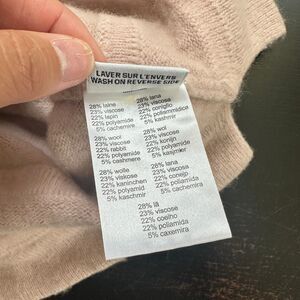 LAVER SUR L'ENVERS
WASH ON REVERSE SIDE
28% laine
23% viscose
22% lapin
22% polyamide
5% cachemire
28% wool
23% viscose
22% rabbit
22% polyamide
5% cashmere
28% wolle
23% viskose
22% kaninchen
22% polyamid
5% kaschmir
28% lana
23% viscosa
22% coniglio
22% poliammidica
5% kashmir
28% wol
23% viscose
22% konijn
22% polyamide
5% kasjmier
28% lana
23% viscosa
22% conejo
22% poliamida
5% cachemira
28% lã
23% viscose
22% coelho
22% poliamida
5% caxemira